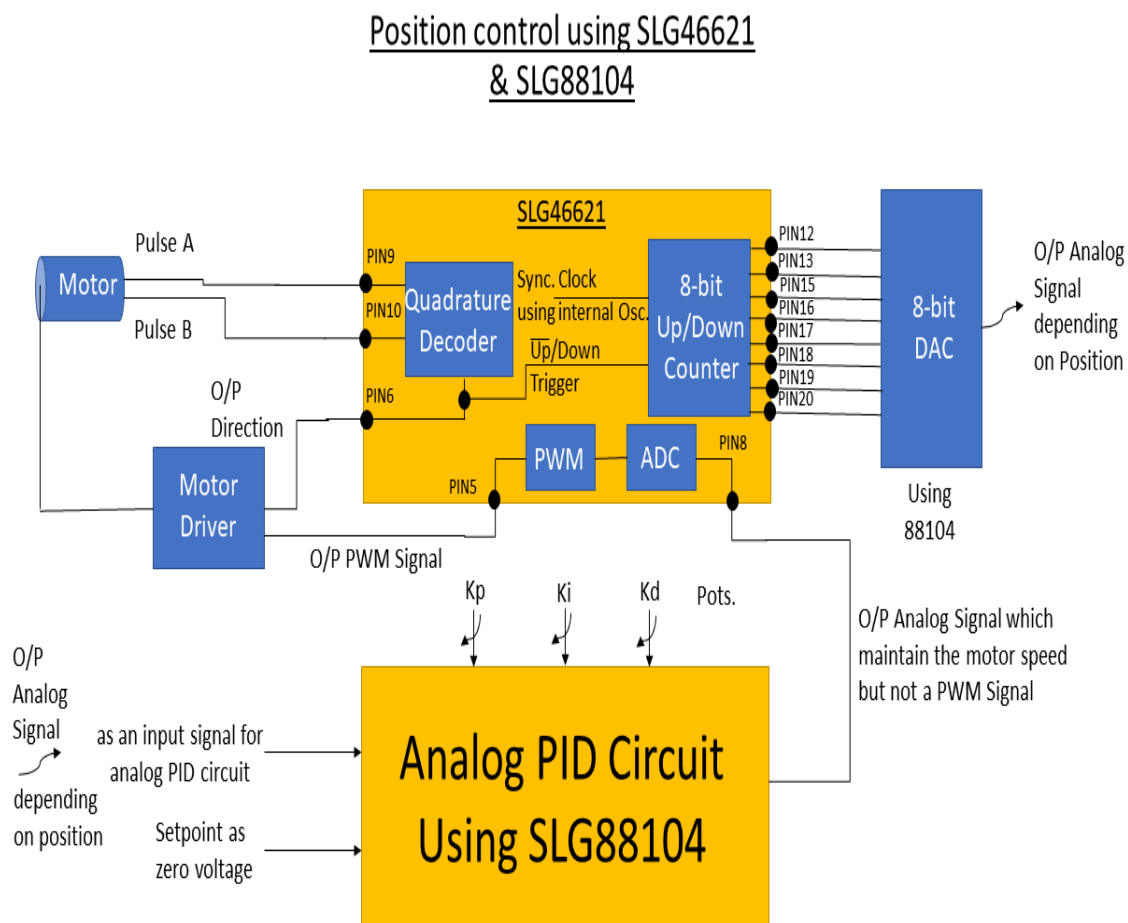 Position control using SLG46621
& SLG88104
SLG46621
Motor
Pulse A
Pulse B
PIN9
PIN10
Quadrature
Decoder
Sync. Clock
using internal Osc.
Up/Down
Trigger
8-bit
Up/Down
Counter
PIN12
PIN13
PIN15
PIN16
PIN17
PIN18
PIN19
PIN20
8-bit
DAC
O/P Analog
Signal
depending
on Position
Using
88104
O/P
Direction
PIN6
Motor
Driver
PIN5
PWM
ADC
PIN8
O/P PWM Signal
Kp
Ki
Kd
Pots.
O/P Analog Signal which
maintain the motor speed
but not a PWM Signal
O/P
Analog
Signal
depending
on position
as an input signal for
analog PID circuit
Setpoint as
zero voltage
Analog PID Circuit
Using SLG88104